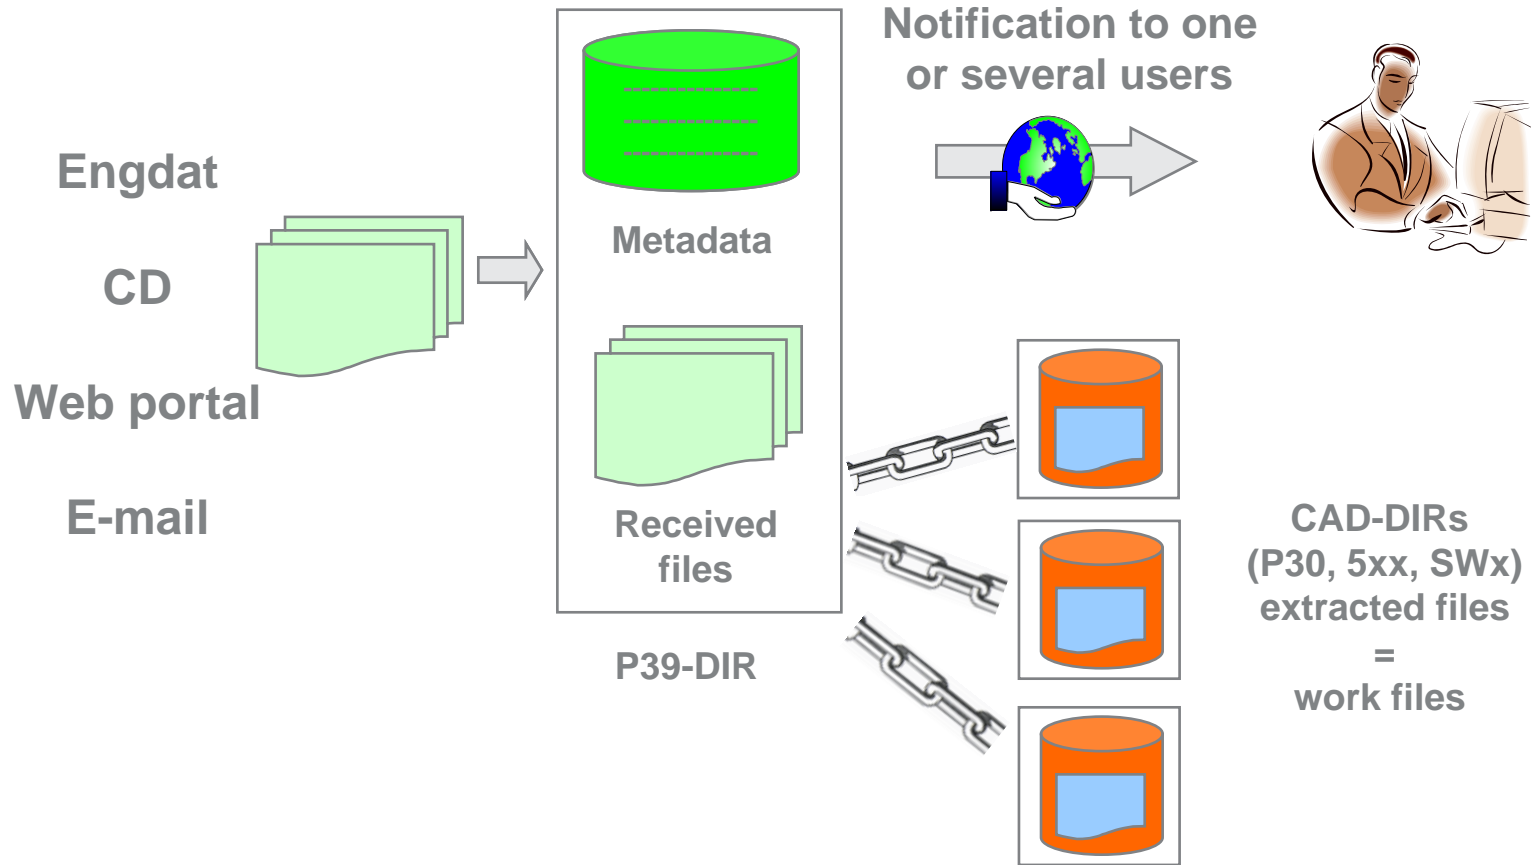 Engdat
CD
Web portal
E-mail
Metadata
Received
files
P39-DIR
Notification to one
or several users
CAD-DIRs
(P30, 5xx, SWx)
extracted files
=
work files